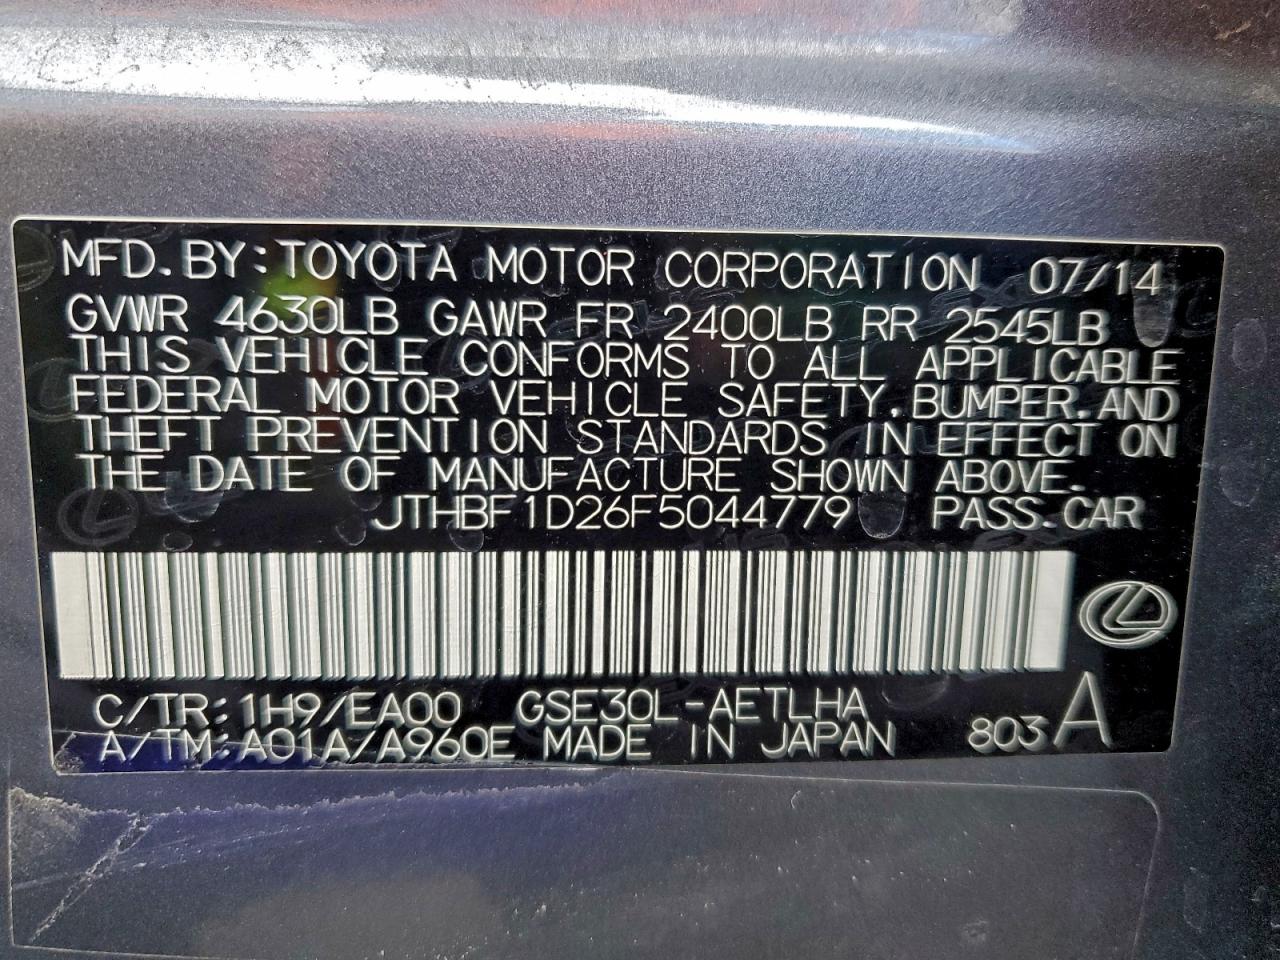 MFD.BY:TOYOTA MOTOR CORPORATION 07/14
GVWR 4630LB GAWR FR 2400LB RR 2545LB
THIS VEHICLE CONFORMS TO ALL APPLICABLE
FEDERAL MOTOR VEHICLE SAFETY.BUMPER.AND
THEFT PREVENTION STANDARDS IN EFFECT ON
THE DATE OF MANUFACTURE SHOWN ABOVE.
JTHBF1D26F5044779 PASS.CAR
C/TR:1H9/EA00 GSE30L-AETLHA
A/TM:A01A/A960E MADE IN JAPAN 803 A